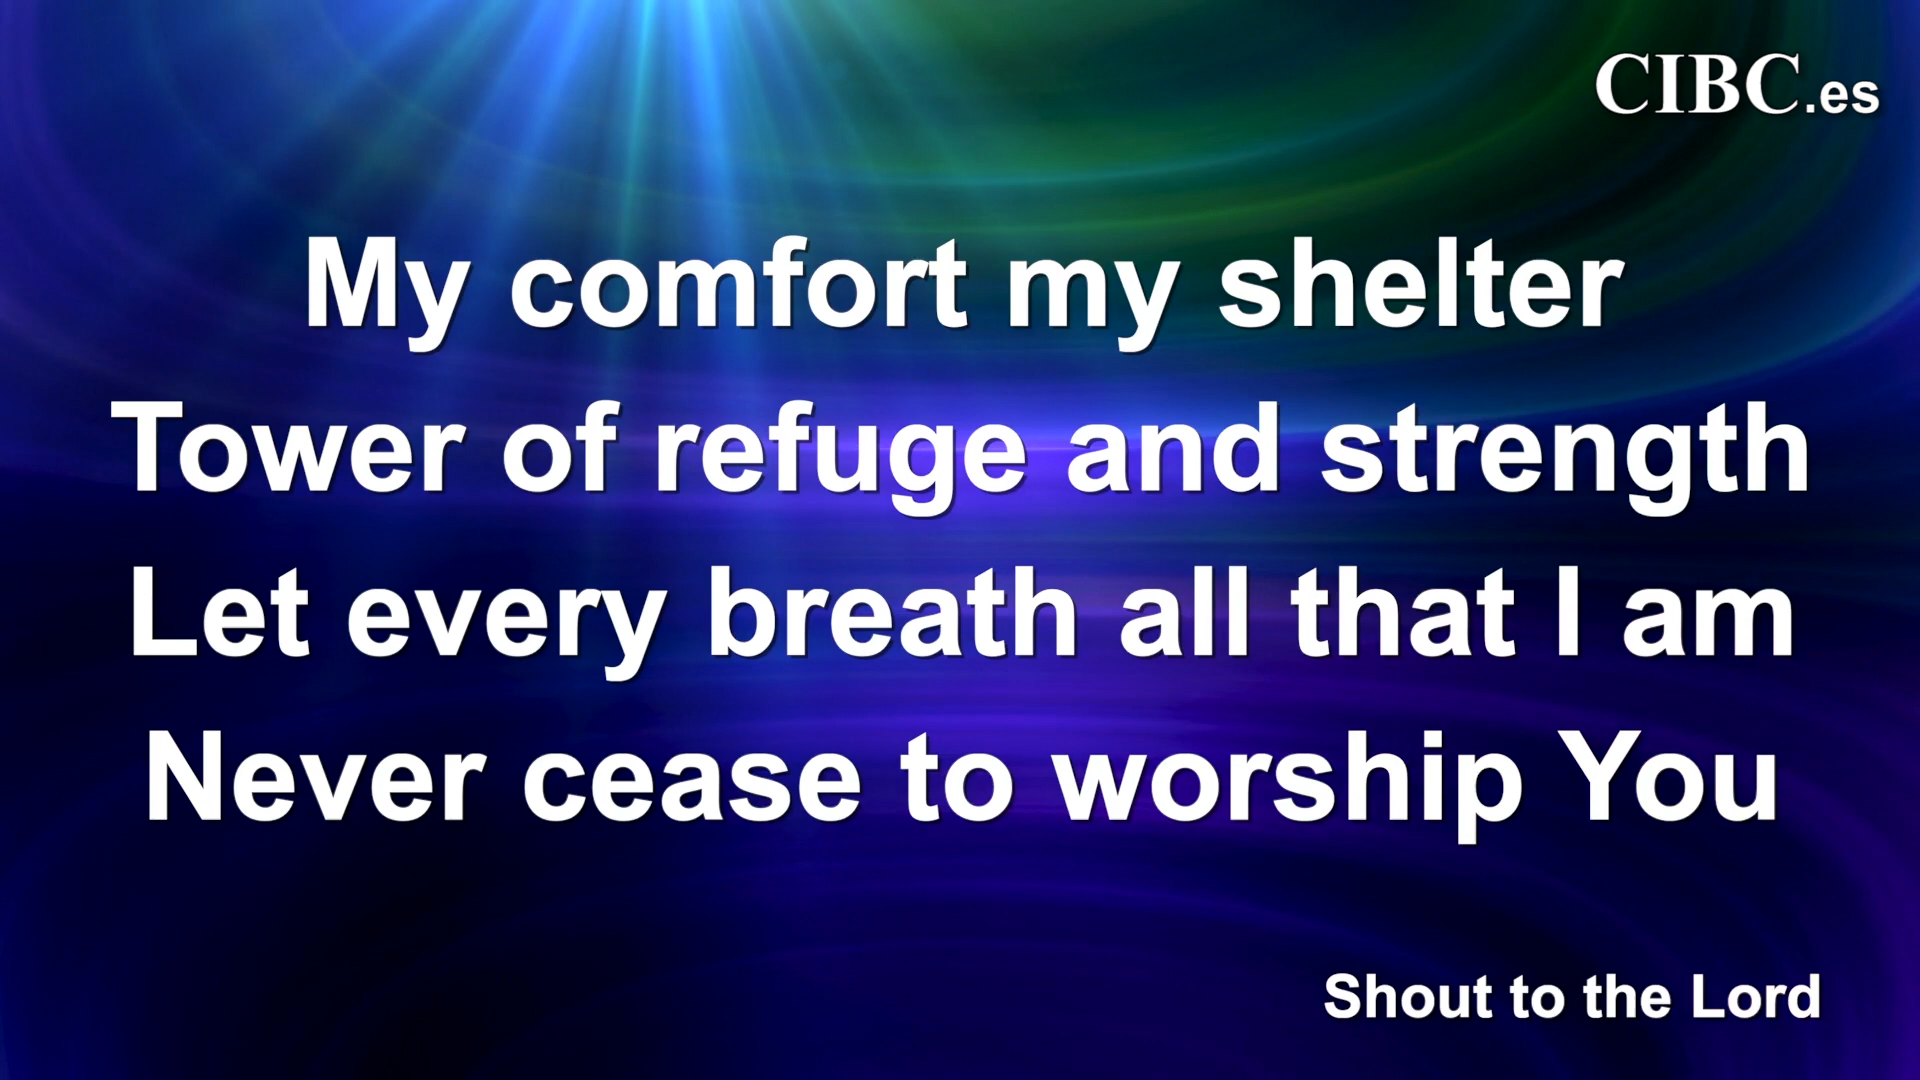 CIBC.es
My comfort my shelter
Tower of refuge and strength
Let every breath all that I am
Never cease to worship You
Shout to the Lord